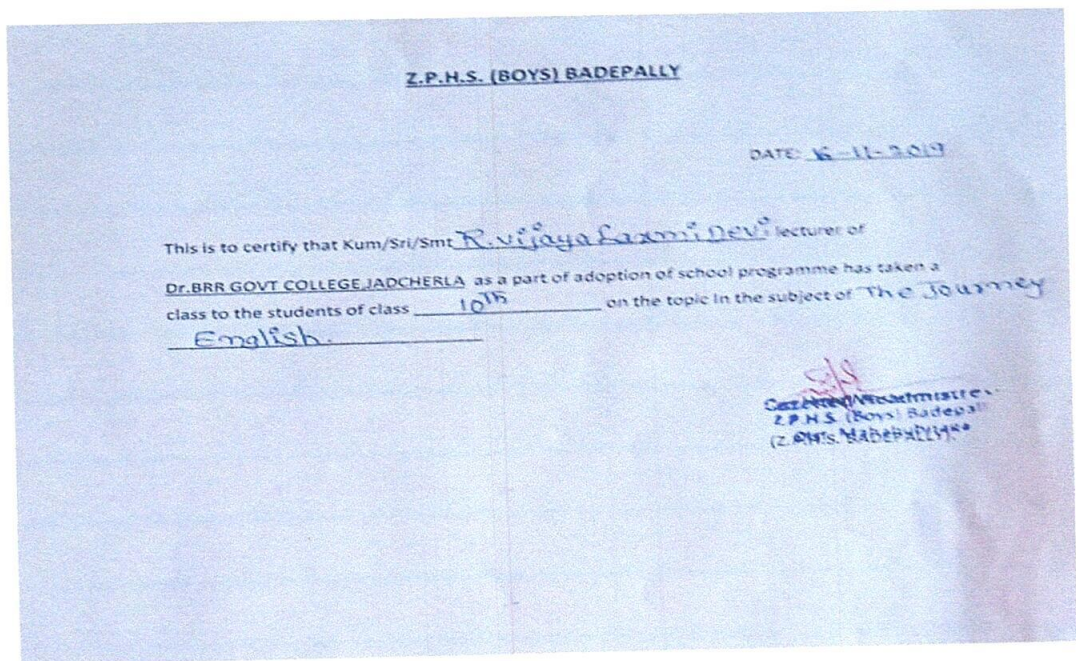 Z.P.H.S. (BOYS) BADEPALLY
DATE: 16-11-2019
This is to certify that Kum/Sri/Smt R. Vijaya Laxmi Devi lecturer of
Dr.BRR GOVT COLLEGE,JADCHERLA as a part of adoption of school programme has taken a
class to the students of class 10th on the topic In the subject of The Journey
English.
Z.P.H.S. (Boys) Badepally
(Z.P.H.S. BADEPALLY)